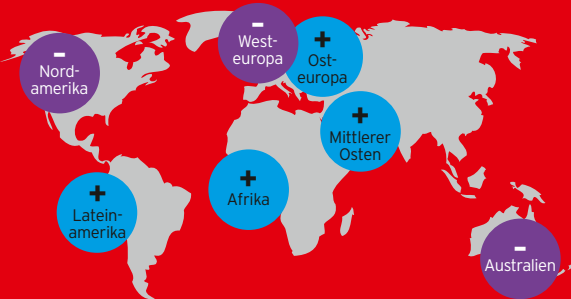 –
Nord-
amerika
–
West-
europa
+
Ost-
europa
+
Mittlerer
Osten
+
Latein-
amerika
+
Afrika
–
Australien